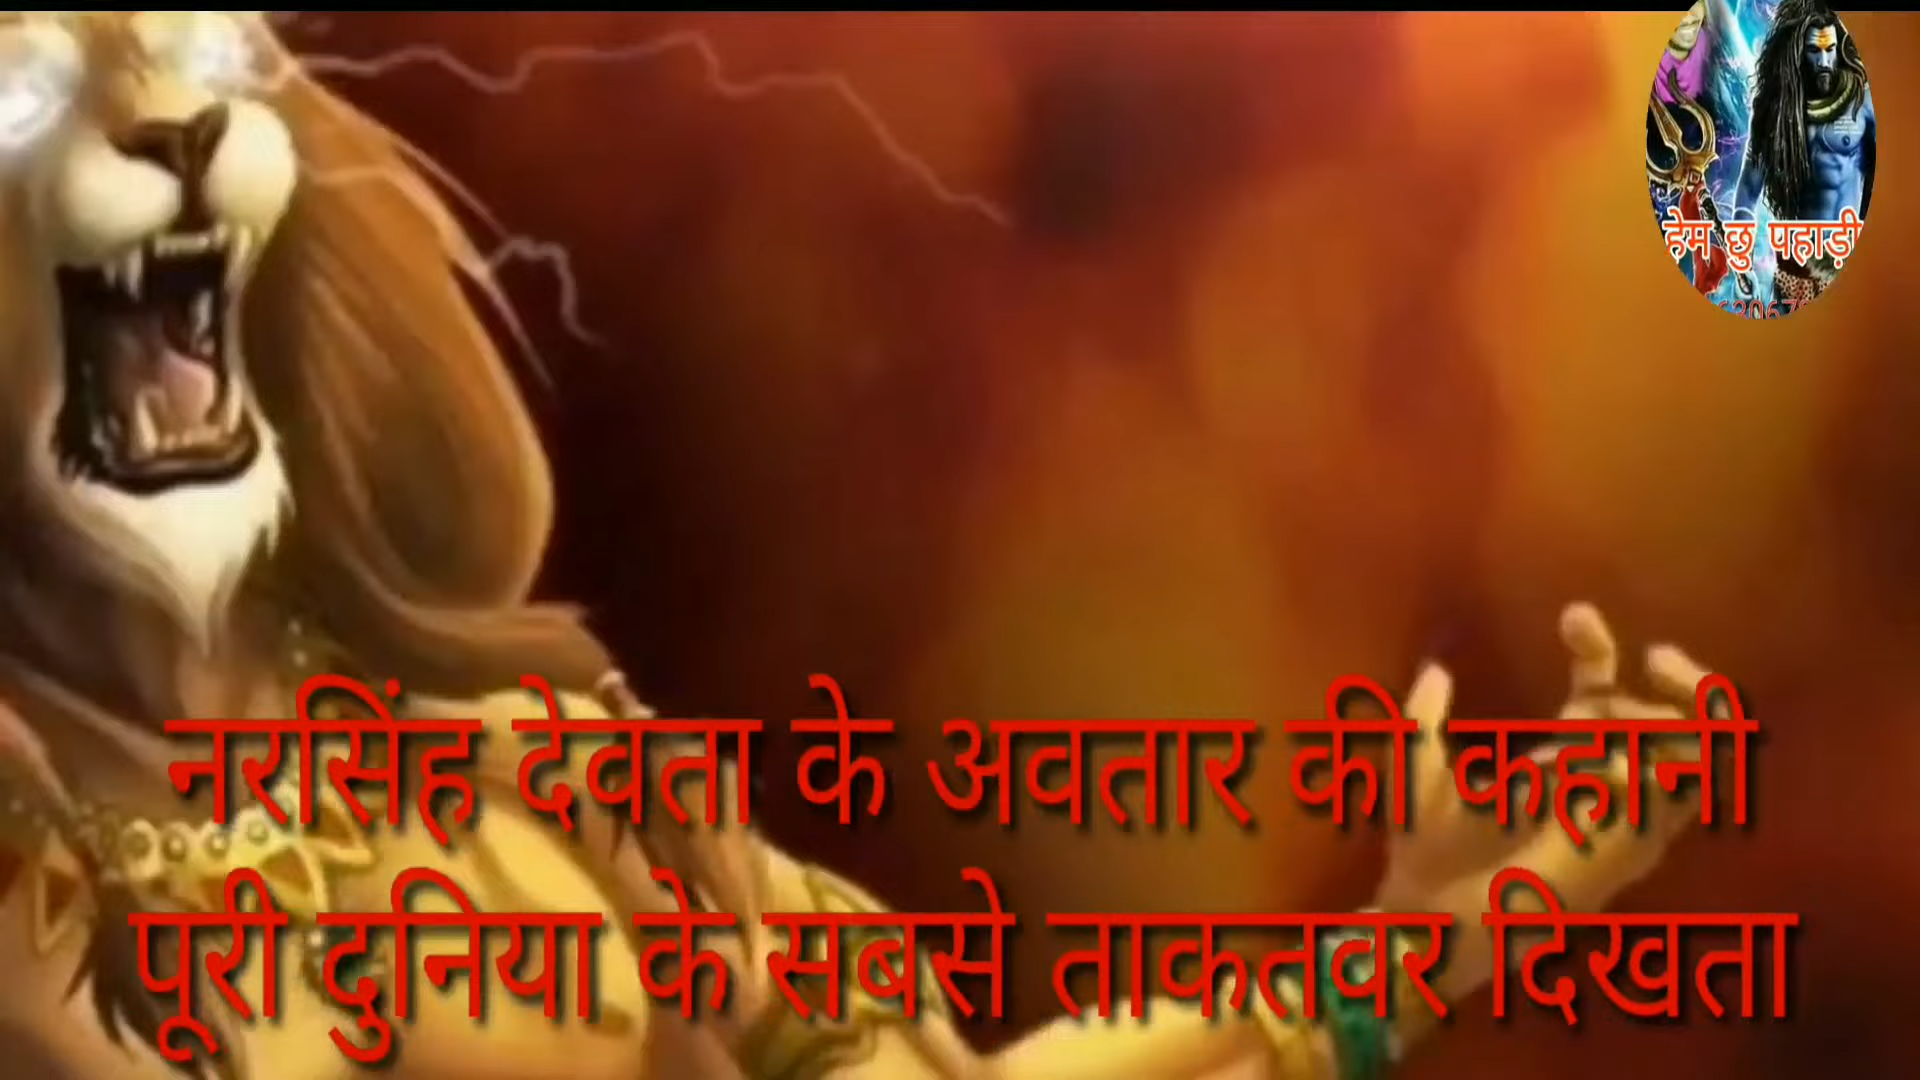 हेम छु पहाड़ी
नरसिंह देवता के अवतार की कहानी
पूरी दुनिया के सबसे ताकतवर दिखता